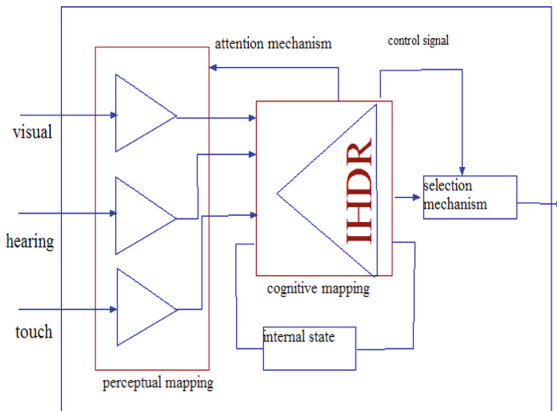 attention mechanism
control signal
visual
hearing
touch
IHDR
selection
mechanism
cognitive mapping
internal state
perceptual mapping